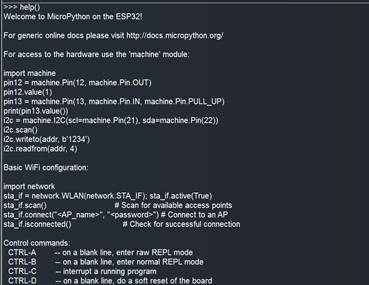 >>> help()
Welcome to MicroPython on the ESP32!
For generic online docs please visit http://docs.micropython.org/
For access to the hardware use the 'machine' module:
import machine
pin12 = machine.Pin(12, machine.Pin.OUT)
pin12.value(1)
pin13 = machine.Pin(13, machine.Pin.IN, machine.Pin.PULL_UP)
print(pin13.value())
i2c = machine.I2C(scl=machine.Pin(21), sda=machine.Pin(22))
i2c.scan()
i2c.writeto(addr, b'1234')
i2c.readfrom(addr, 4)
Basic WiFi configuration:
import network
sta_if = network.WLAN(network.STA_IF); sta_if.active(True)
sta_if.scan() # Scan for available access points
sta_if.connect("<AP_name>", "<password>") # Connect to an AP
sta_if.isconnected() # Check for successful connection
Control commands:
CTRL-A -- on a blank line, enter raw REPL mode
CTRL-B -- on a blank line, enter normal REPL mode
CTRL-C -- interrupt a running program
CTRL-D -- on a blank line, do a soft reset of the board